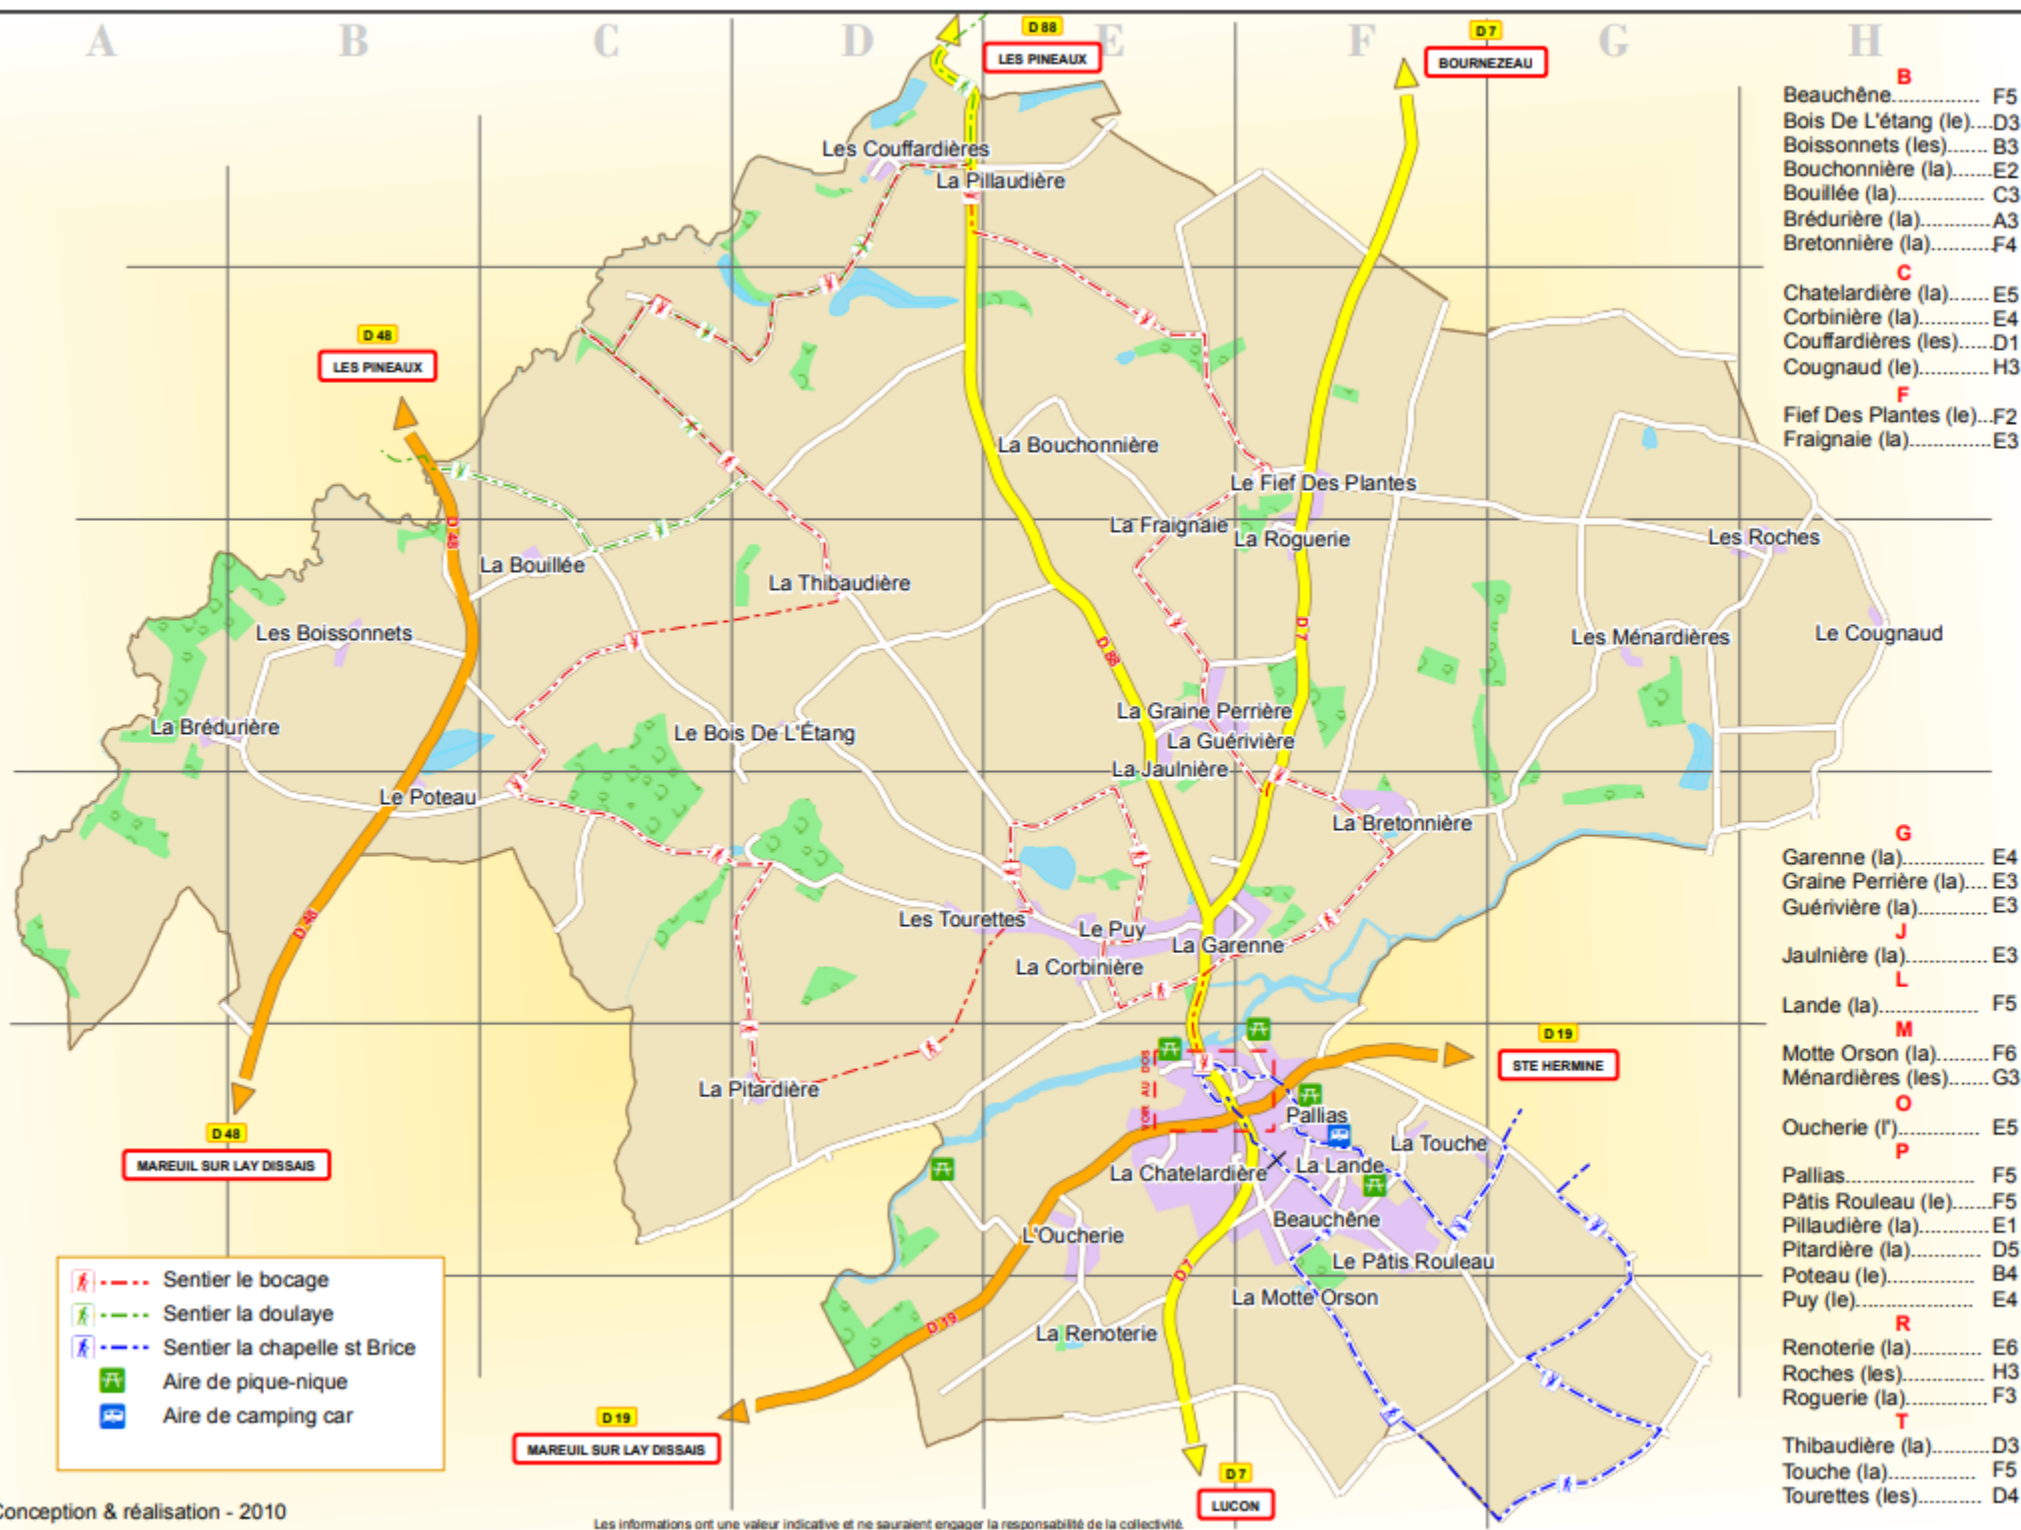 A B C D E F G H
D 88
LES PINEAUX
D 7
BOURNEZEAU
D 48
LES PINEAUX
Les Couffardières
La Pillaudière
La Bouchonnière
Le Fief Des Plantes
La Fraignaie
La Roguerie
Les Roches
D 48
La Bouillée
La Thibaudière
Les Boissonnets
D 88
D 7
Les Ménardières
Le Cougnaud
La Brédurière
Le Bois De L'Étang
La Graine Perrière
La Guérivière
La Jaulnière
Le Poteau
La Bretonnière
D 48
Les Tourettes
Le Puy
La Garenne
La Corbinière
D 19
STE HERMINE
VOIR AU DOS
La Pitardière
Pallias
La Touche
D 48
MAREUIL SUR LAY DISSAIS
La Chatelardière
La Lande
Beauchêne
L'Oucherie
Le Pâtis Rouleau
D 7
La Motte Orson
D 19
La Renoterie
D 19
MAREUIL SUR LAY DISSAIS
D 7
LUCON
Sentier le bocage
Sentier la doulaye
Sentier la chapelle st Brice
Aire de pique-nique
Aire de camping car
Conception & réalisation - 2010
Les informations ont une valeur indicative et ne sauraient engager la responsabilité de la collectivité.
B
Beauchêne............... F5
Bois De L'étang (le)....D3
Boissonnets (les)....... B3
Bouchonnière (la).......E2
Bouillée (la)................ C3
Brédurière (la)............A3
Bretonnière (la)..........F4
C
Chatelardière (la)....... E5
Corbinière (la)............ E4
Couffardières (les)......D1
Cougnaud (le)............ H3
F
Fief Des Plantes (le)...F2
Fraignaie (la)..............E3
G
Garenne (la).............. E4
Graine Perrière (la).... E3
Guérivière (la)............ E3
J
Jaulnière (la).............. E3
L
Lande (la)................. F5
M
Motte Orson (la)......... F6
Ménardières (les).......G3
O
Oucherie (l').............. E5
P
Pallias...................... F5
Pâtis Rouleau (le).......F5
Pillaudière (la)............ E1
Pitardière (la)............ D5
Poteau (le)................ B4
Puy (le).................... E4
R
Renoterie (la)............ E6
Roches (les).............. H3
Roguerie (la).............. F3
T
Thibaudière (la)..........D3
Touche (la)............... F5
Tourettes (les)........... D4